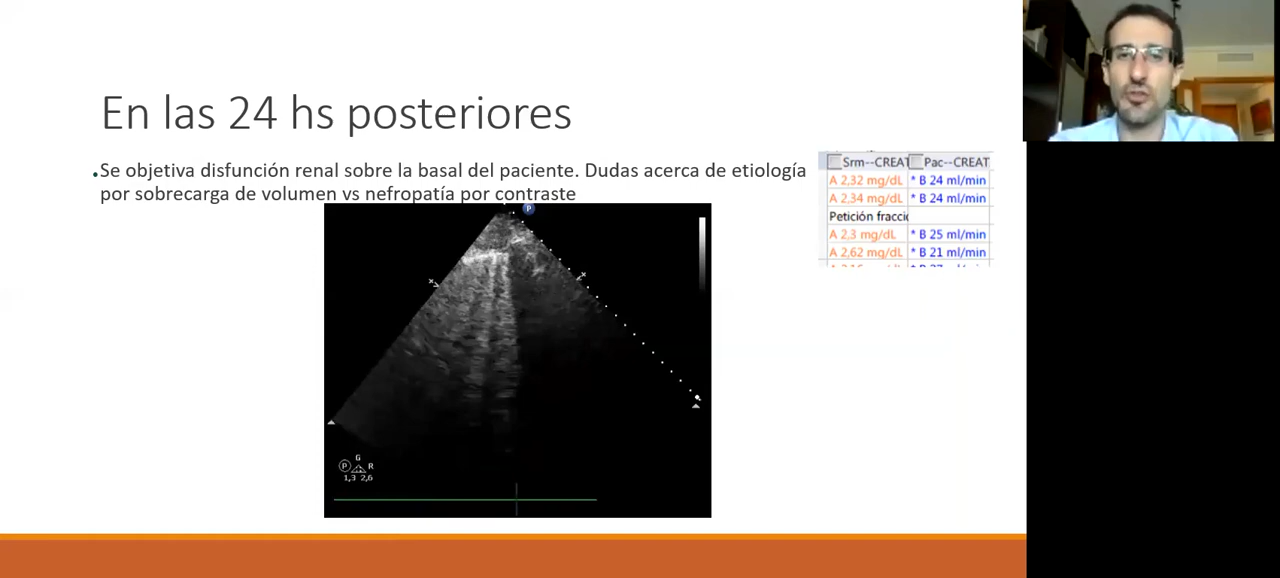 En las 24 hs posteriores
Se objetiva disfunción renal sobre la basal del paciente. Dudas acerca de etiología
por sobrecarga de volumen vs nefropatía por contraste
Srm--CREAT Pac--CREAT
A 2,32 mg/dL * B 24 ml/min
A 2,34 mg/dL * B 24 ml/min
Petición fracci
A 2,3 mg/dL * B 25 ml/min
A 2,62 mg/dL * B 21 ml/min
P
G
P R
1,3 2,6